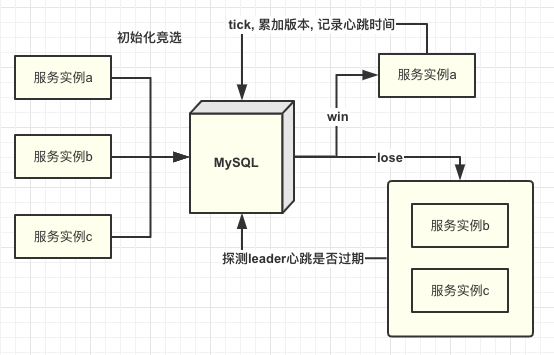 tick, 累加版本, 记录心跳时间
初始化竞选
服务实例a
服务实例a
win
服务实例b
MySQL
lose
服务实例c
服务实例b
探测leader心跳是否过期
服务实例c